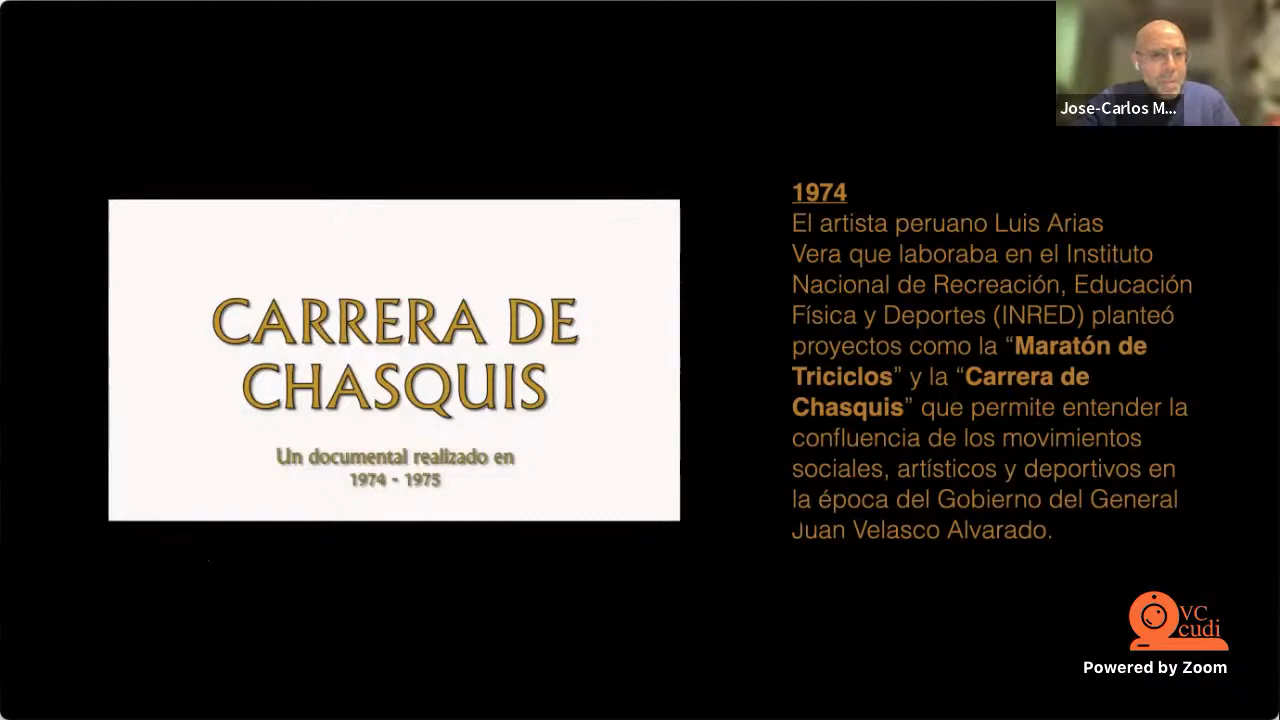 Jose-Carlos M...
CARRERA DE
CHASQUIS
Un documental realizado en
1974 - 1975
1974
El artista peruano Luis Arias
Vera que laboraba en el Instituto
Nacional de Recreación, Educación
Física y Deportes (INRED) planteó
proyectos como la “Maratón de
Triciclos” y la “Carrera de
Chasquis” que permite entender la
confluencia de los movimientos
sociales, artísticos y deportivos en
la época del Gobierno del General
Juan Velasco Alvarado.
VC
cudi
Powered by Zoom